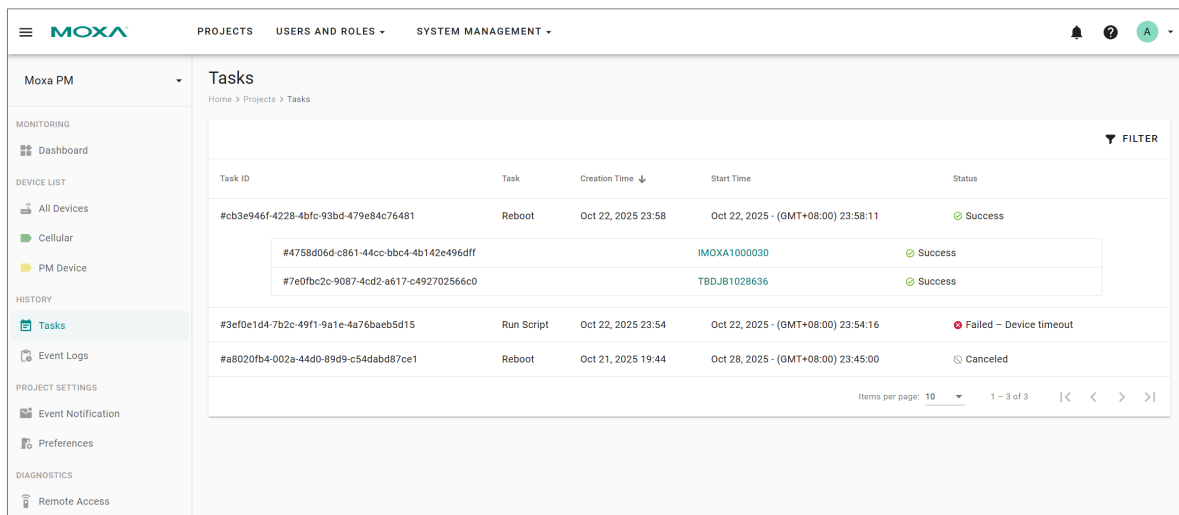 MOXA PROJECTS USERS AND ROLES SYSTEM MANAGEMENT A
Moxa PM
MONITORING
Dashboard
DEVICE LIST
All Devices
Cellular
PM Device
HISTORY
Tasks
Event Logs
PROJECT SETTINGS
Event Notification
Preferences
DIAGNOSTICS
Remote Access
Tasks
Home > Projects > Tasks
FILTER
Task ID Task Creation Time Start Time Status
#cb3e946f-4228-4bfc-93bd-479e84c76481 Reboot Oct 22, 2025 23:58 Oct 22, 2025 - (GMT+08:00) 23:58:11 Success
#4758d06d-c861-44cc-bbc4-4b142e496dff IMOXA1000030 Success
#7e0fbc2c-9087-4cd2-a617-c492702566c0 TBDJB1028636 Success
#3ef0e1d4-7b2c-49f1-9a1e-4a76baeb5d15 Run Script Oct 22, 2025 23:54 Oct 22, 2025 - (GMT+08:00) 23:54:16 Failed – Device timeout
#a8020fb4-002a-44d0-89d9-c54dabd87ce1 Reboot Oct 21, 2025 19:44 Oct 28, 2025 - (GMT+08:00) 23:45:00 Canceled
Items per page: 10 1 – 3 of 3